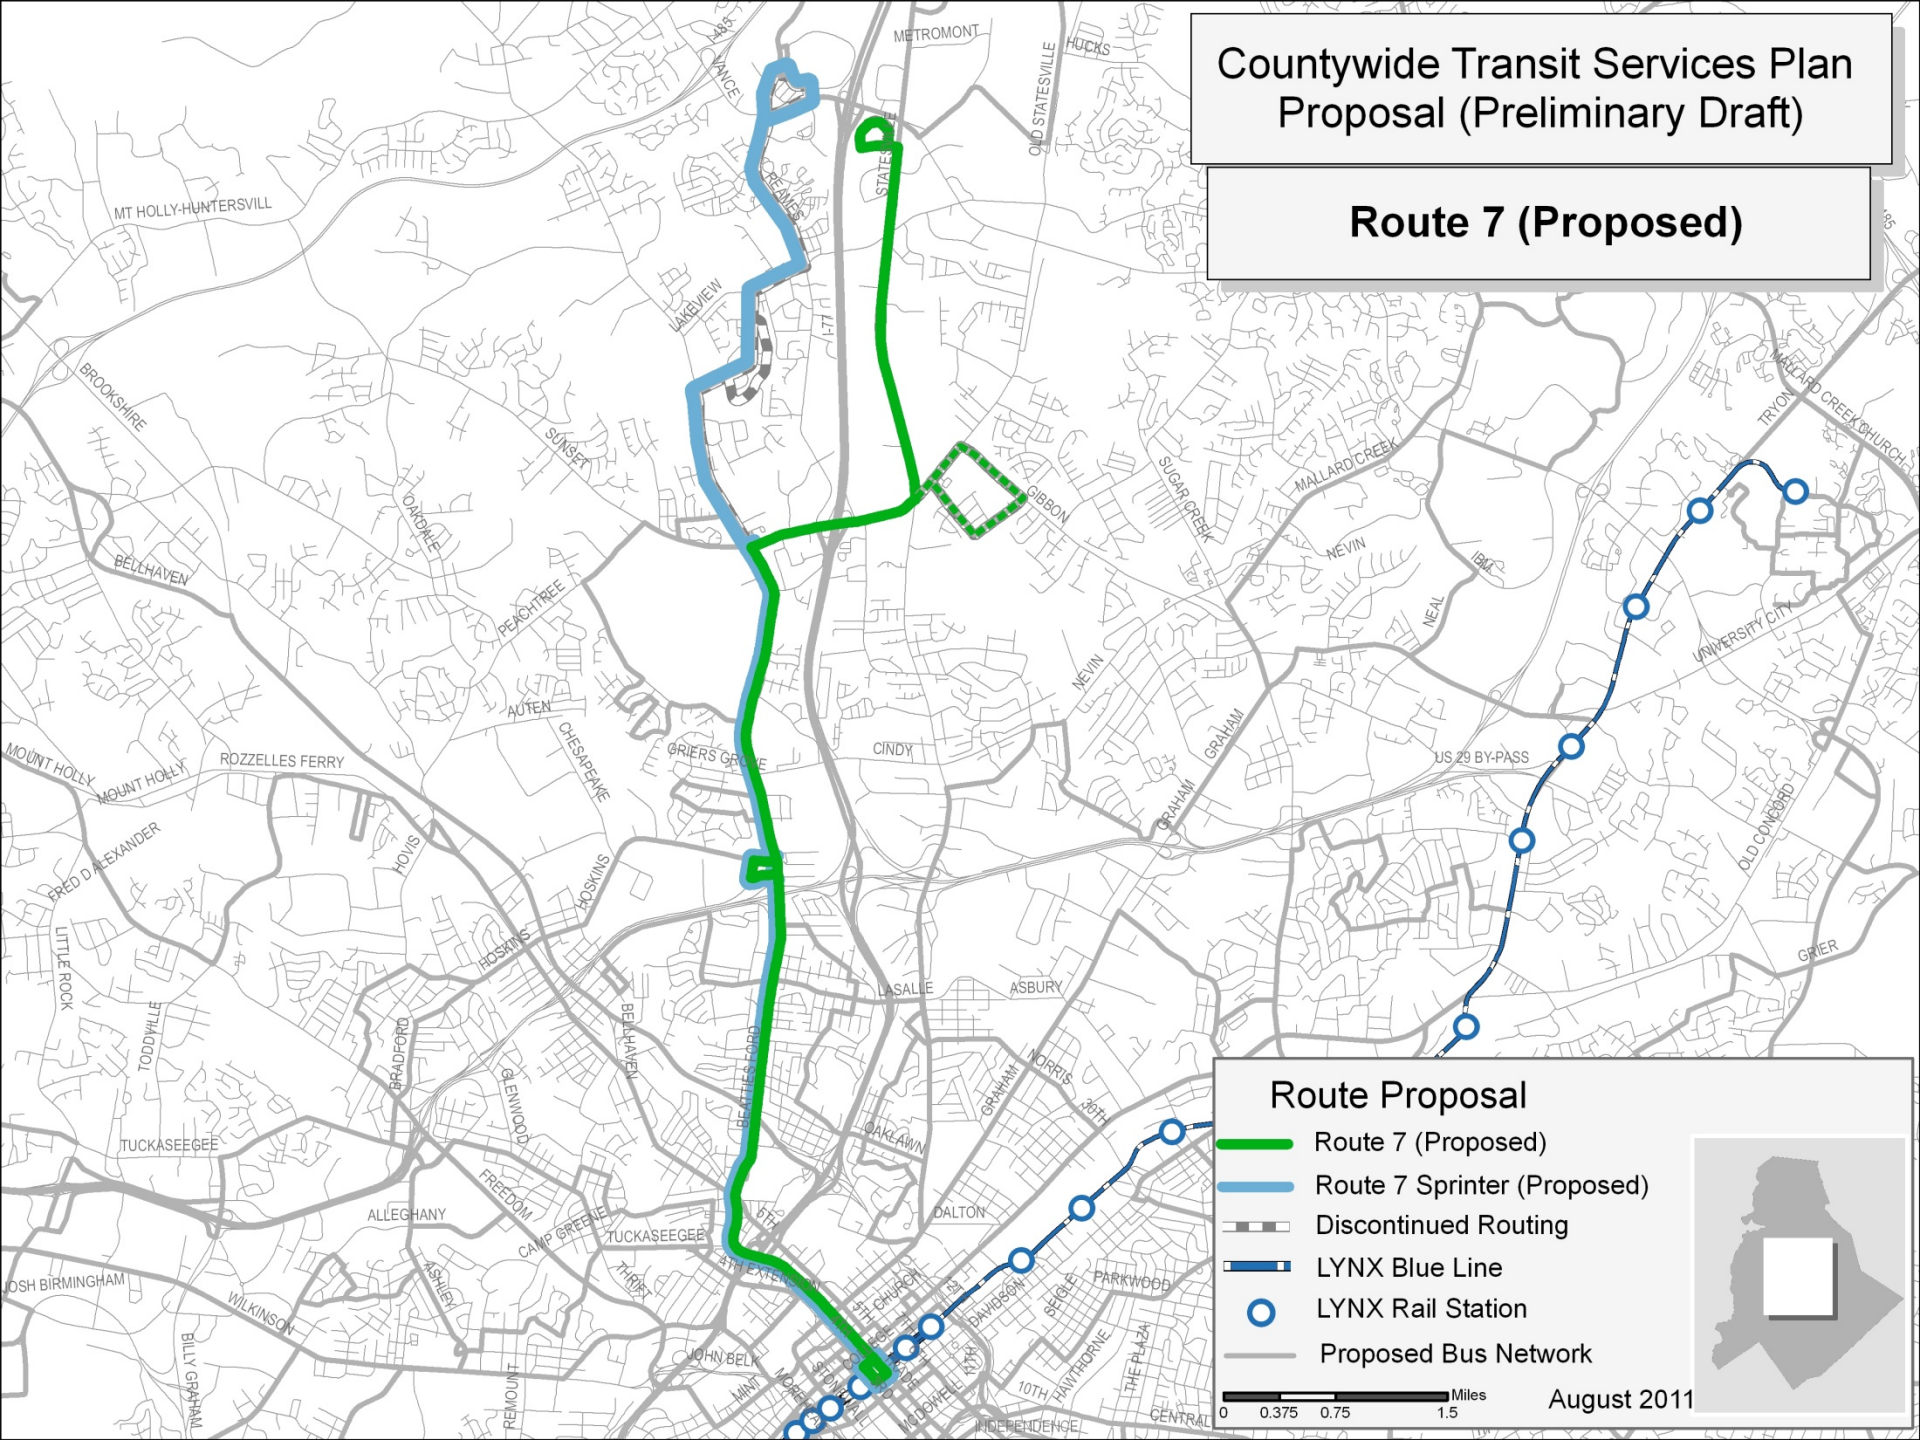 Countywide Transit Services Plan
Proposal (Preliminary Draft)
Route 7 (Proposed)
I-485
VANCE
METROMONT
HUCKS
OLD STATESVILLE
REAMES
MT HOLLY-HUNTERSVILL
LAKEVIEW
I-77
BROOKSHIRE
SUNSET
OAKDALE
GIBBON
SUGAR CREEK
MALLARD CREEK
MALLARD CREEK CHURCH
TRYON
NEVIN
IBM
NEAL
UNIVERSITY CITY
BELLHAVEN
PEACHTREE
NEVIN
AUTEN
CHESAPEAKE
GRIERS GROVE
CINDY
GRAHAM
US 29 BY-PASS
MOUNT HOLLY
MOUNT HOLLY
ROZZELLES FERRY
GRAHAM
OLD CONCORD
FRED D ALEXANDER
HOVIS
HOSKINS
HOSKINS
LITTLE ROCK
TODDVILLE
BRADFORD
BELLHAVEN
LASALLE
ASBURY
GRIER
BEATTIES FORD
NORRIS
GRAHAM
30TH
GLENWOOD
OAKLAWN
TUCKASEEGEE
FREEDOM
ALLEGHANY
CAMP GREENE
TUCKASEEGEE
5TH
DALTON
4TH EXTENSION
JOSH BIRMINGHAM
ASHLEY
THRIFT
WILKINSON
CHURCH
5TH
12TH
DAVIDSON
SEIGLE
PARKWOOD
BILLY GRAHAM
REMOUNT
JOHN BELK
MINT
11TH
MCDOWELL
10TH
HAWTHORNE
THE PLAZA
INDEPENDENCE
CENTRAL
Route Proposal
Route 7 (Proposed)
Route 7 Sprinter (Proposed)
Discontinued Routing
LYNX Blue Line
LYNX Rail Station
Proposed Bus Network
Miles
0 0.375 0.75 1.5
August 2011